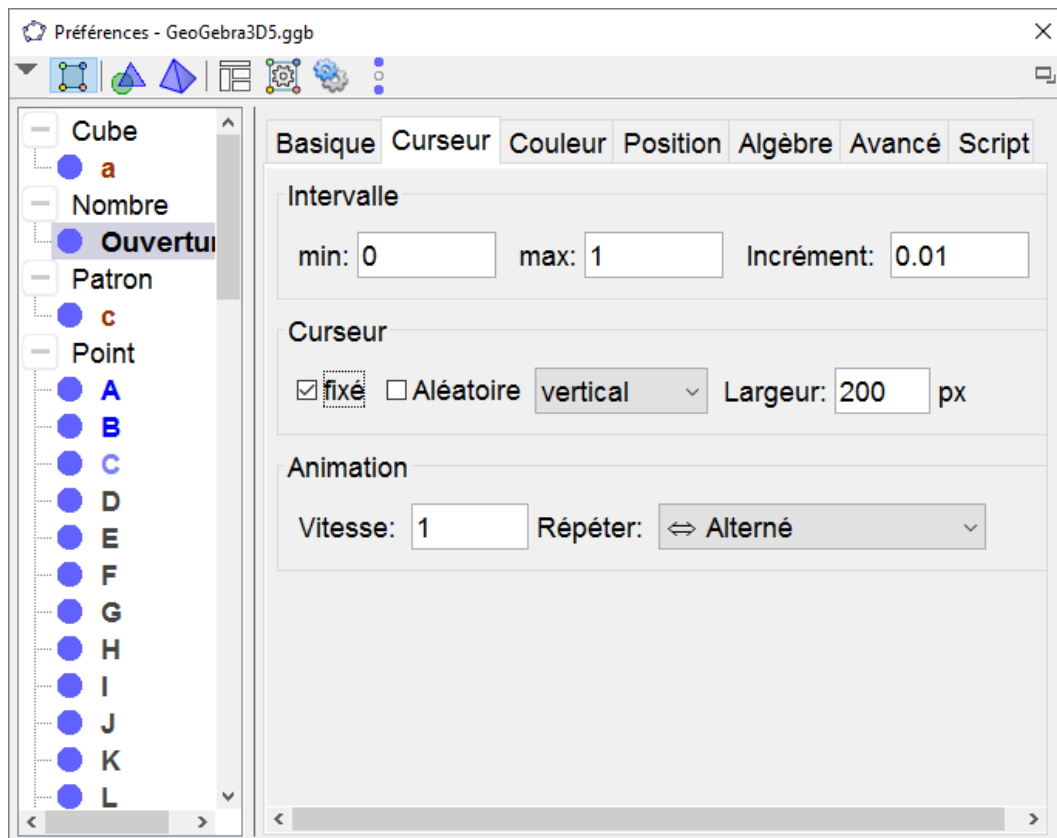 Préférences - GeoGebra3D5.ggb
Cube
a
Nombre
Ouvertur
Patron
c
Point
A
B
C
D
E
F
G
H
I
J
K
L
Basique Curseur Couleur Position Algèbre Avancé Script
Intervalle
min: 0 max: 1 Incrément: 0.01
Curseur
fixé Aléatoire vertical Largeur: 200 px
Animation
Vitesse: 1 Répéter: ⇔ Alterné